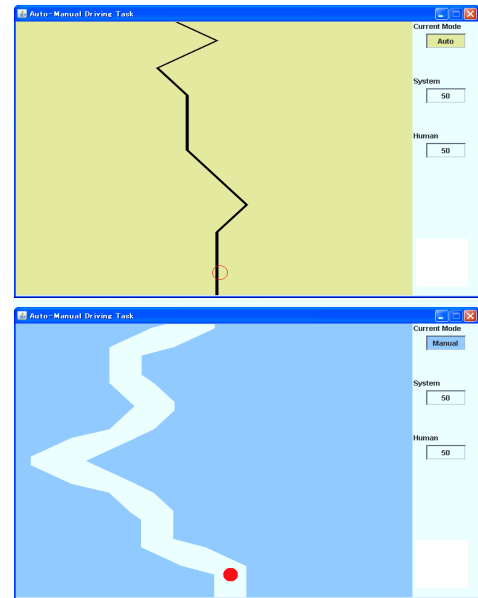 Auto-Manual Driving Task
Current Mode
Auto
System
50
Human
50
Auto-Manual Driving Task
Current Mode
Manual
System
50
Human
50